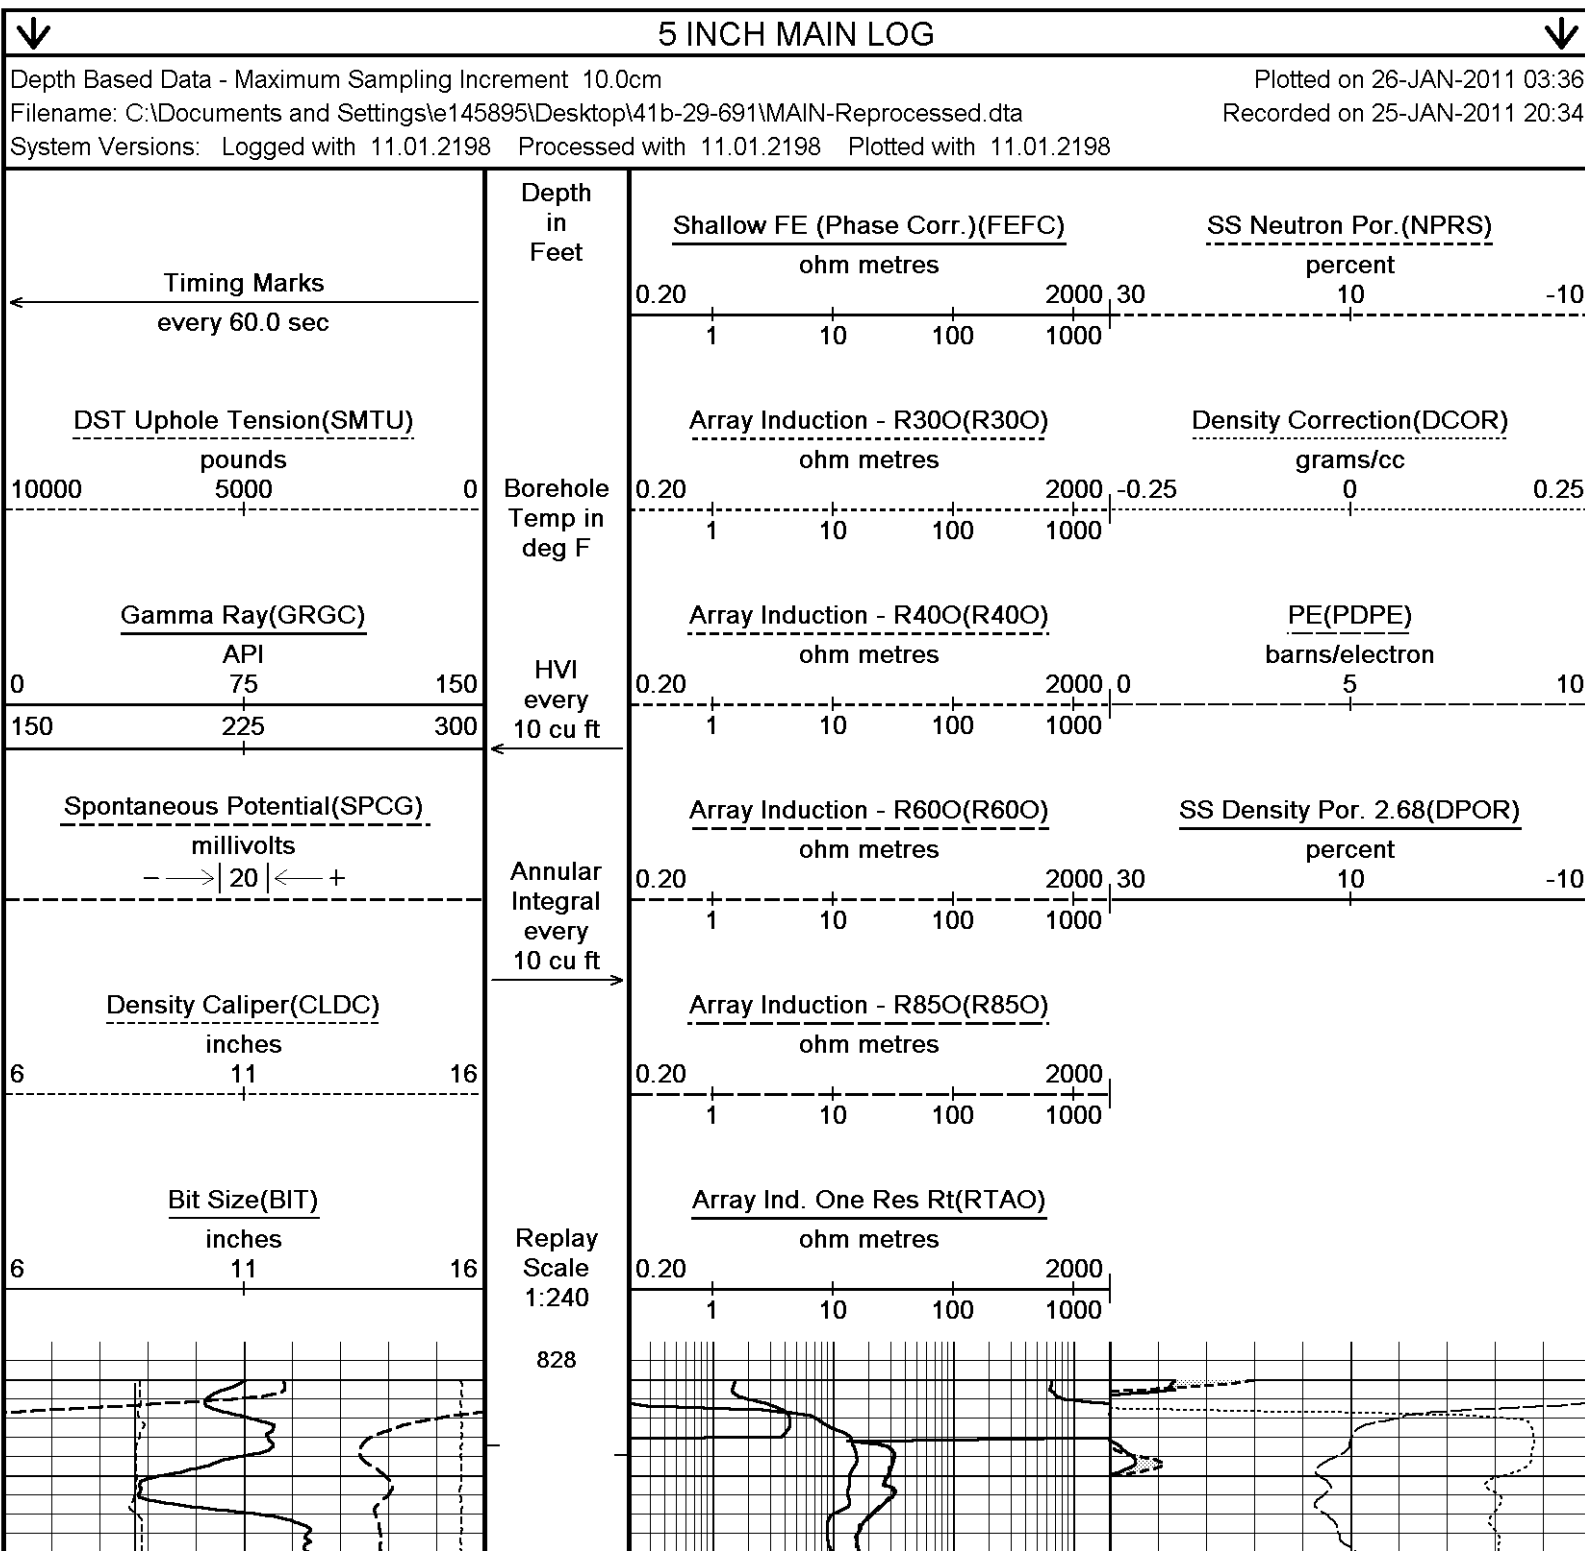 5 INCH MAIN LOG
Depth Based Data - Maximum Sampling Increment 10.0cm
Plotted on 26-JAN-2011 03:36
Filename: C:\Documents and Settings\e145895\Desktop\41b-29-691\MAIN-Reprocessed.dta
Recorded on 25-JAN-2011 20:34
System Versions: Logged with 11.01.2198 Processed with 11.01.2198 Plotted with 11.01.2198
Timing Marks
every 60.0 sec
DST Uphole Tension(SMTU)
pounds
10000 5000 0
Gamma Ray(GRGC)
API
0 75 150
150 225 300
Spontaneous Potential(SPCG)
millivolts
- 20 +
Density Caliper(CLDC)
inches
6 11 16
Bit Size(BIT)
inches
6 11 16
Depth
in
Feet
Borehole
Temp in
deg F
HVI
every
10 cu ft
Annular
Integral
every
10 cu ft
Replay
Scale
1:240
828
Shallow FE (Phase Corr.)(FEFC)
ohm metres
0.20 2000
1 10 100 1000
Array Induction - R30O(R30O)
ohm metres
0.20 2000
1 10 100 1000
Array Induction - R40O(R40O)
ohm metres
0.20 2000
1 10 100 1000
Array Induction - R60O(R60O)
ohm metres
0.20 2000
1 10 100 1000
Array Induction - R85O(R85O)
ohm metres
0.20 2000
1 10 100 1000
Array Ind. One Res Rt(RTAO)
ohm metres
0.20 2000
1 10 100 1000
SS Neutron Por.(NPRS)
percent
30 10 -10
Density Correction(DCOR)
grams/cc
-0.25 0 0.25
PE(PDPE)
barns/electron
0 5 10
SS Density Por. 2.68(DPOR)
percent
30 10 -10